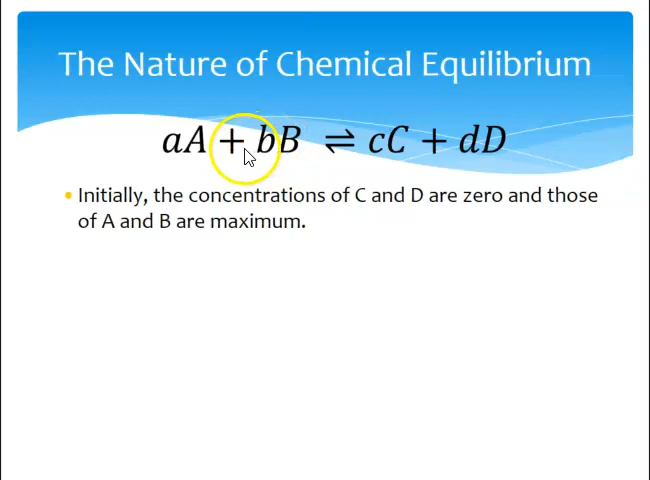 The Nature of Chemical Equilibrium
aA + bB ⇌ cC + dD
• Initially, the concentrations of C and D are zero and those
of A and B are maximum.